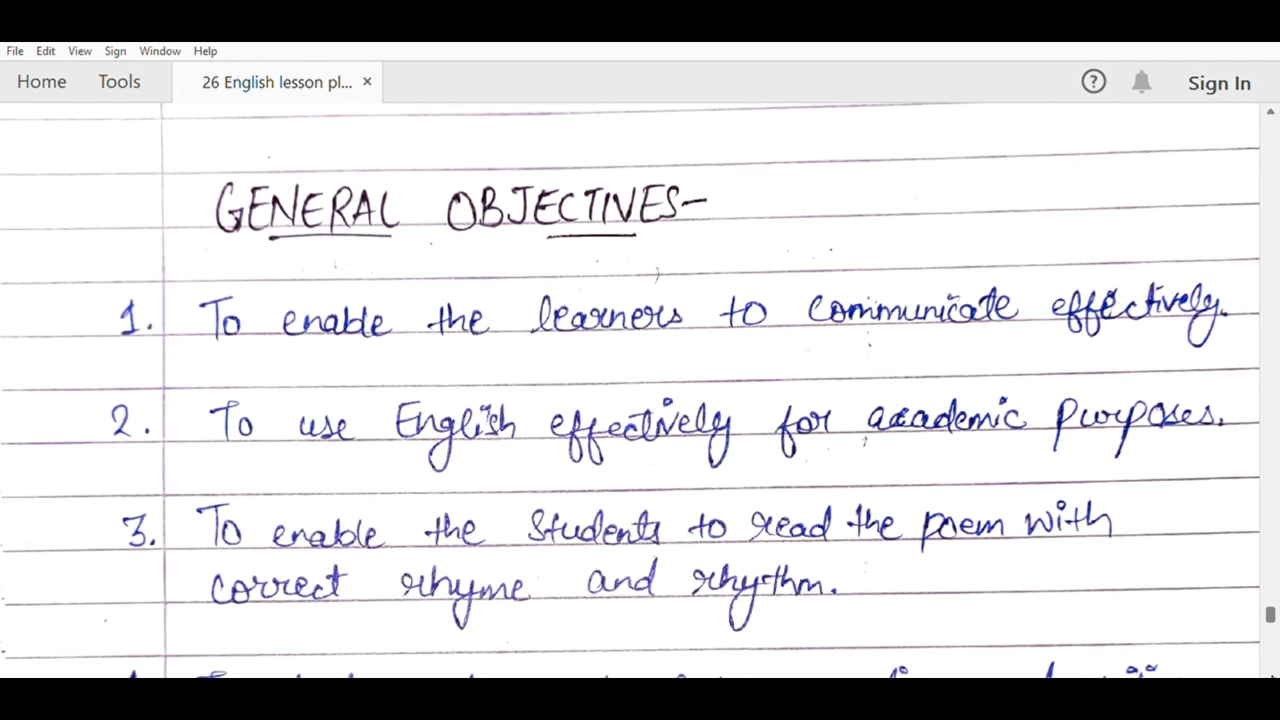 File Edit View Sign Window Help
Home Tools 26 English lesson pl... × ? Sign In
GENERAL OBJECTIVES-
1. To enable the learners to communicate effectively.
2. To use English effectively for academic purposes.
3. To enable the students to read the poem with
correct rhyme and rhythm.